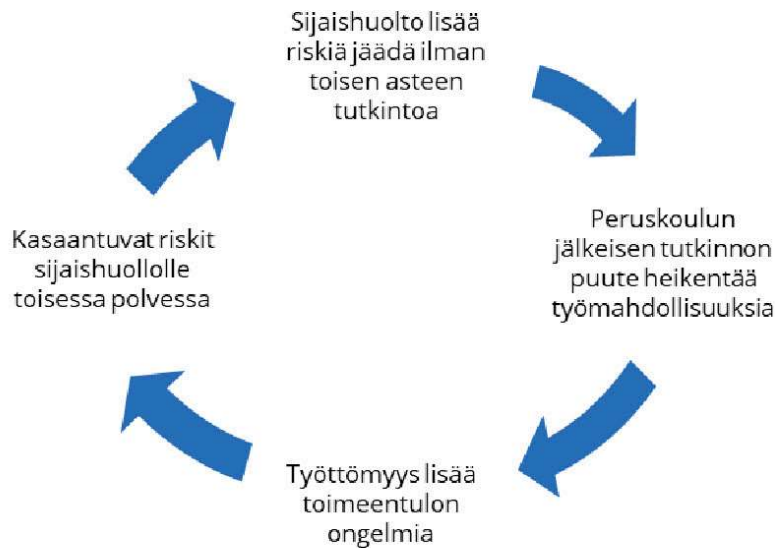 Sijaishuolto lisää
riskiä jäädä ilman
toisen asteen
tutkintoa
Peruskoulun
jälkeisen tutkinnon
puute heikentää
työmahdollisuuksia
Työttömyys lisää
toimeentulon
ongelmia
Kasaantuvat riskit
sijaishuollolle
toisessa polvessa